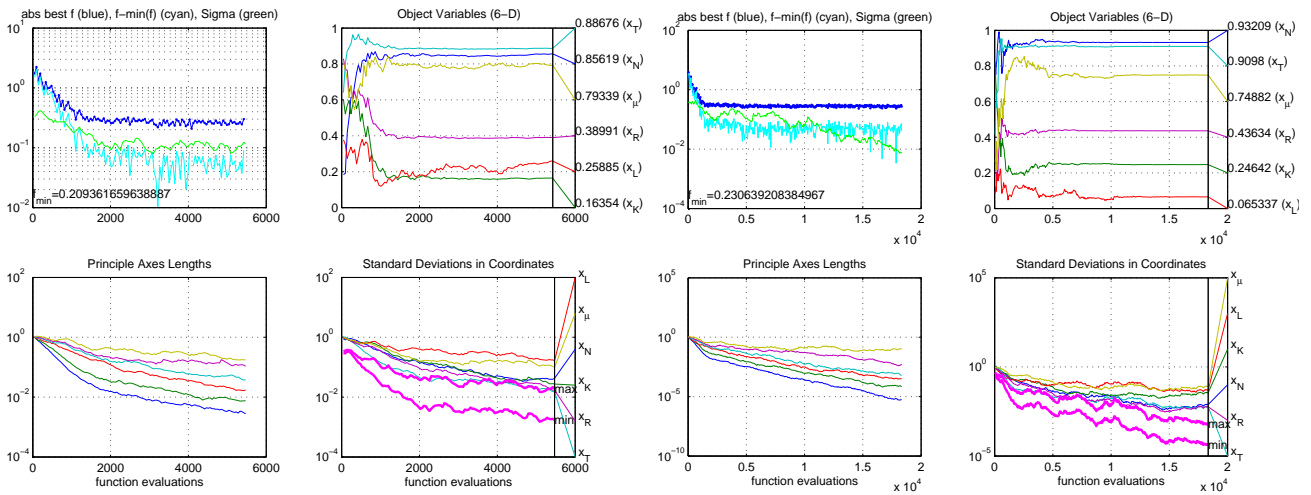 abs best f (blue), f-min(f) (cyan), Sigma (green)
10^2
10^1
10^0
10^-1
10^-2
f_min=0.209361659638887
0 2000 4000 6000
Object Variables (6-D)
1
0.8
0.6
0.4
0.2
0
0 2000 4000 6000
0.88676 (x_T)
0.85619 (x_N)
0.79339 (x_μ)
0.38991 (x_R)
0.25885 (x_L)
0.16354 (x_K)
abs best f (blue), f-min(f) (cyan), Sigma (green)
10^2
10^0
10^-2
10^-4
f_min=0.230639208384967
0 0.5 1 1.5 2
x 10^4
Object Variables (6-D)
1
0.8
0.6
0.4
0.2
0
0 0.5 1 1.5 2
x 10^4
0.93209 (x_N)
0.9098 (x_T)
0.74882 (x_μ)
0.43634 (x_R)
0.24642 (x_K)
0.065337 (x_L)
Principle Axes Lengths
10^2
10^0
10^-2
10^-4
0 2000 4000 6000
function evaluations
Standard Deviations in Coordinates
10^2
10^0
10^-2
10^-4
0 2000 4000 6000
function evaluations
x_L
x_μ
x_N
x_K
max
x_R
min
x_T
Principle Axes Lengths
10^5
10^0
10^-5
10^-10
0 0.5 1 1.5 2
x 10^4
function evaluations
Standard Deviations in Coordinates
10^5
10^0
10^-5
0 0.5 1 1.5 2
x 10^4
function evaluations
x_μ
x_L
x_K
x_N
x_R
max
min
x_T